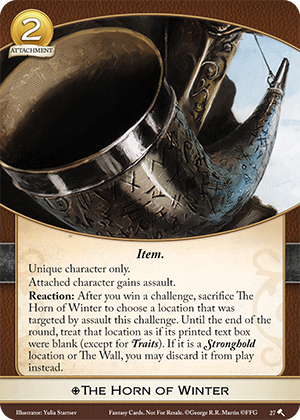 2
ATTACHMENT
Item.
Unique character only.
Attached character gains assault.
Reaction: After you win a challenge, sacrifice The
Horn of Winter to choose a location that was
targeted by assault this challenge. Until the end of the
round, treat that location as if its printed text box
were blank (except for Traits). If it is a Stronghold
location or The Wall, you may discard it from play
instead.
THE HORN OF WINTER
Illustrator: Yulia Startsev Fantasy Cards. Not For Resale. ©George R.R. Martin ©FFG 27